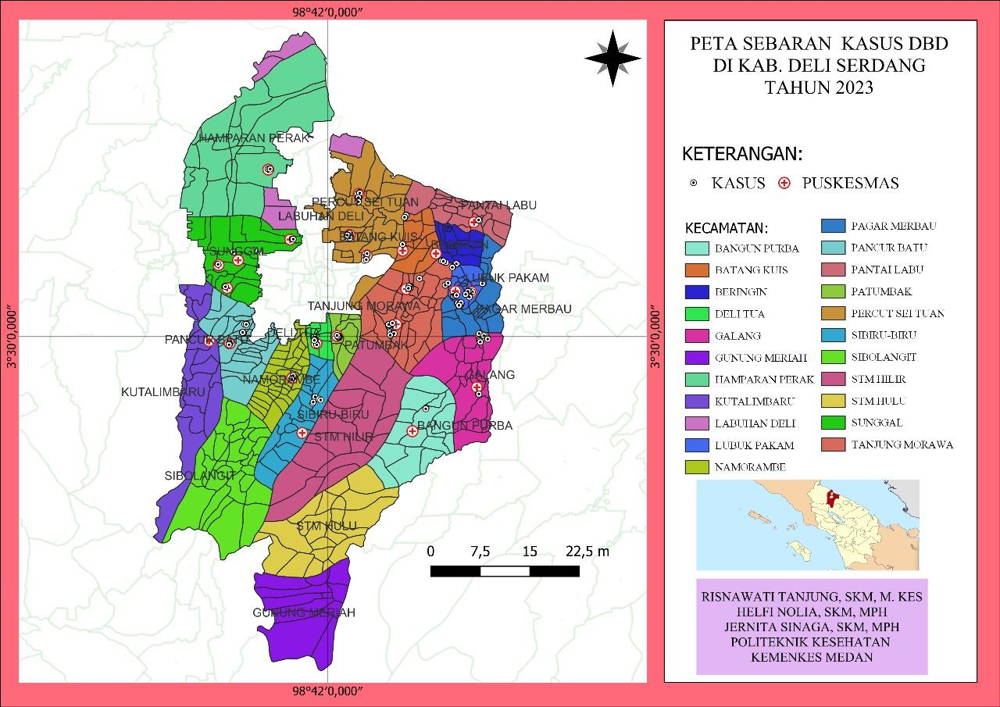 98°42′0,000″
HAMPARAN PERAK
PERCUT SEI TUAN
PANTAI LABU
LABUHAN DELI
BATANG KUIS
BERINGIN
SUNGGAL
LUBUK PAKAM
TANJUNG MORAWA
PAGAR MERBAU
3°30′0,000″
3°30′0,000″
DELI TUA
PANCUR BATU
PATUMBAK
GALANG
NAMORAMBE
KUTALIMBARU
SIBIRU-BIRU
BANGUN PURBA
STM HILIR
SIBOLANGIT
STM HULU
0 7,5 15 22,5 m
GUNUNG MERIAH
98°42′0,000″
PETA SEBARAN KASUS DBD
DI KAB. DELI SERDANG
TAHUN 2023
KETERANGAN:
KASUS PUSKESMAS
KECAMATAN:
BANGUN PURBA
BATANG KUIS
BERINGIN
DELI TUA
GALANG
GUNUNG MERIAH
HAMPARAN PERAK
KUTALIMBARU
LABUHAN DELI
LUBUK PAKAM
NAMORAMBE
PAGAR MERBAU
PANCUR BATU
PANTAI LABU
PATUMBAK
PERCUT SEI TUAN
SIBIRU-BIRU
SIBOLANGIT
STM HILIR
STM HULU
SUNGGAL
TANJUNG MORAWA
RISNAWATI TANJUNG, SKM, M. KES
HELFI NOLIA, SKM, MPH
JERNITA SINAGA, SKM, MPH
POLITEKNIK KESEHATAN
KEMENKES MEDAN